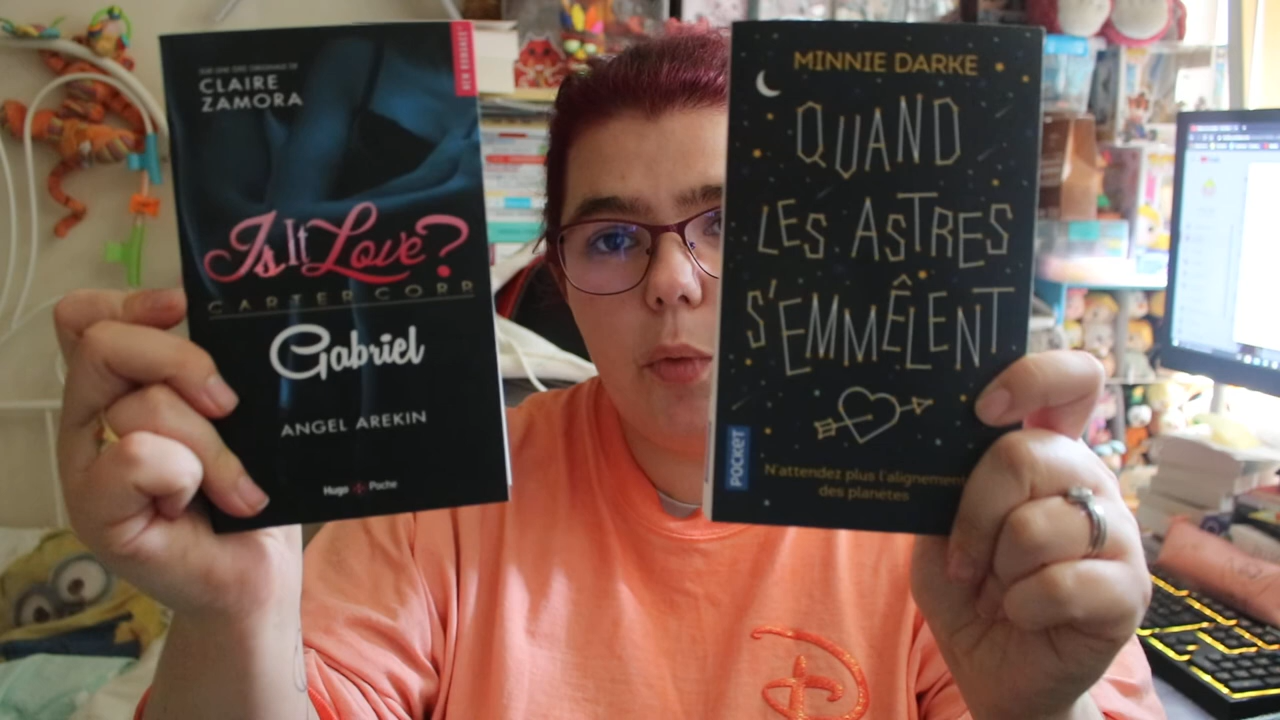 SUR UNE IDÉE ORIGINALE DE
CLAIRE
ZAMORA
NEW ROMANCE
Is It Love?
CARTER CORP
Gabriel
ANGEL AREKIN
Hugo Poche
MINNIE DARKE
QUAND
LES ASTRES
S'EMMÊLENT
POCKET
N'attendez plus l'alignement
des planètes
D